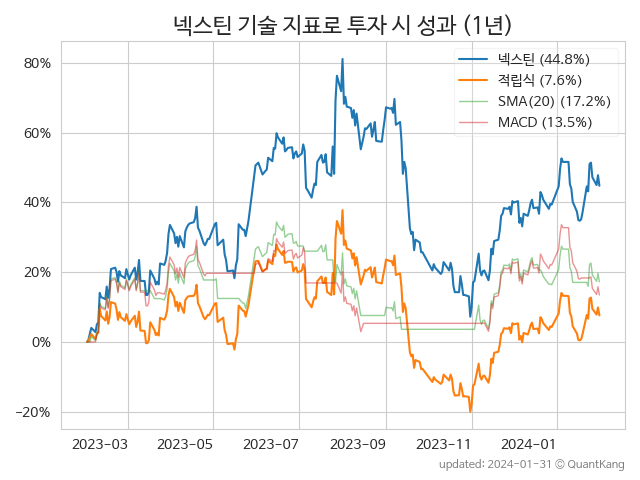 넥스틴 기술 지표로 투자 시 성과 (1년)
넥스틴 (44.8%)
적립식 (7.6%)
SMA(20) (17.2%)
MACD (13.5%)
80%
60%
40%
20%
0%
−20%
2023-03
2023-05
2023-07
2023-09
2023-11
2024-01
updated: 2024-01-31 © QuantKang